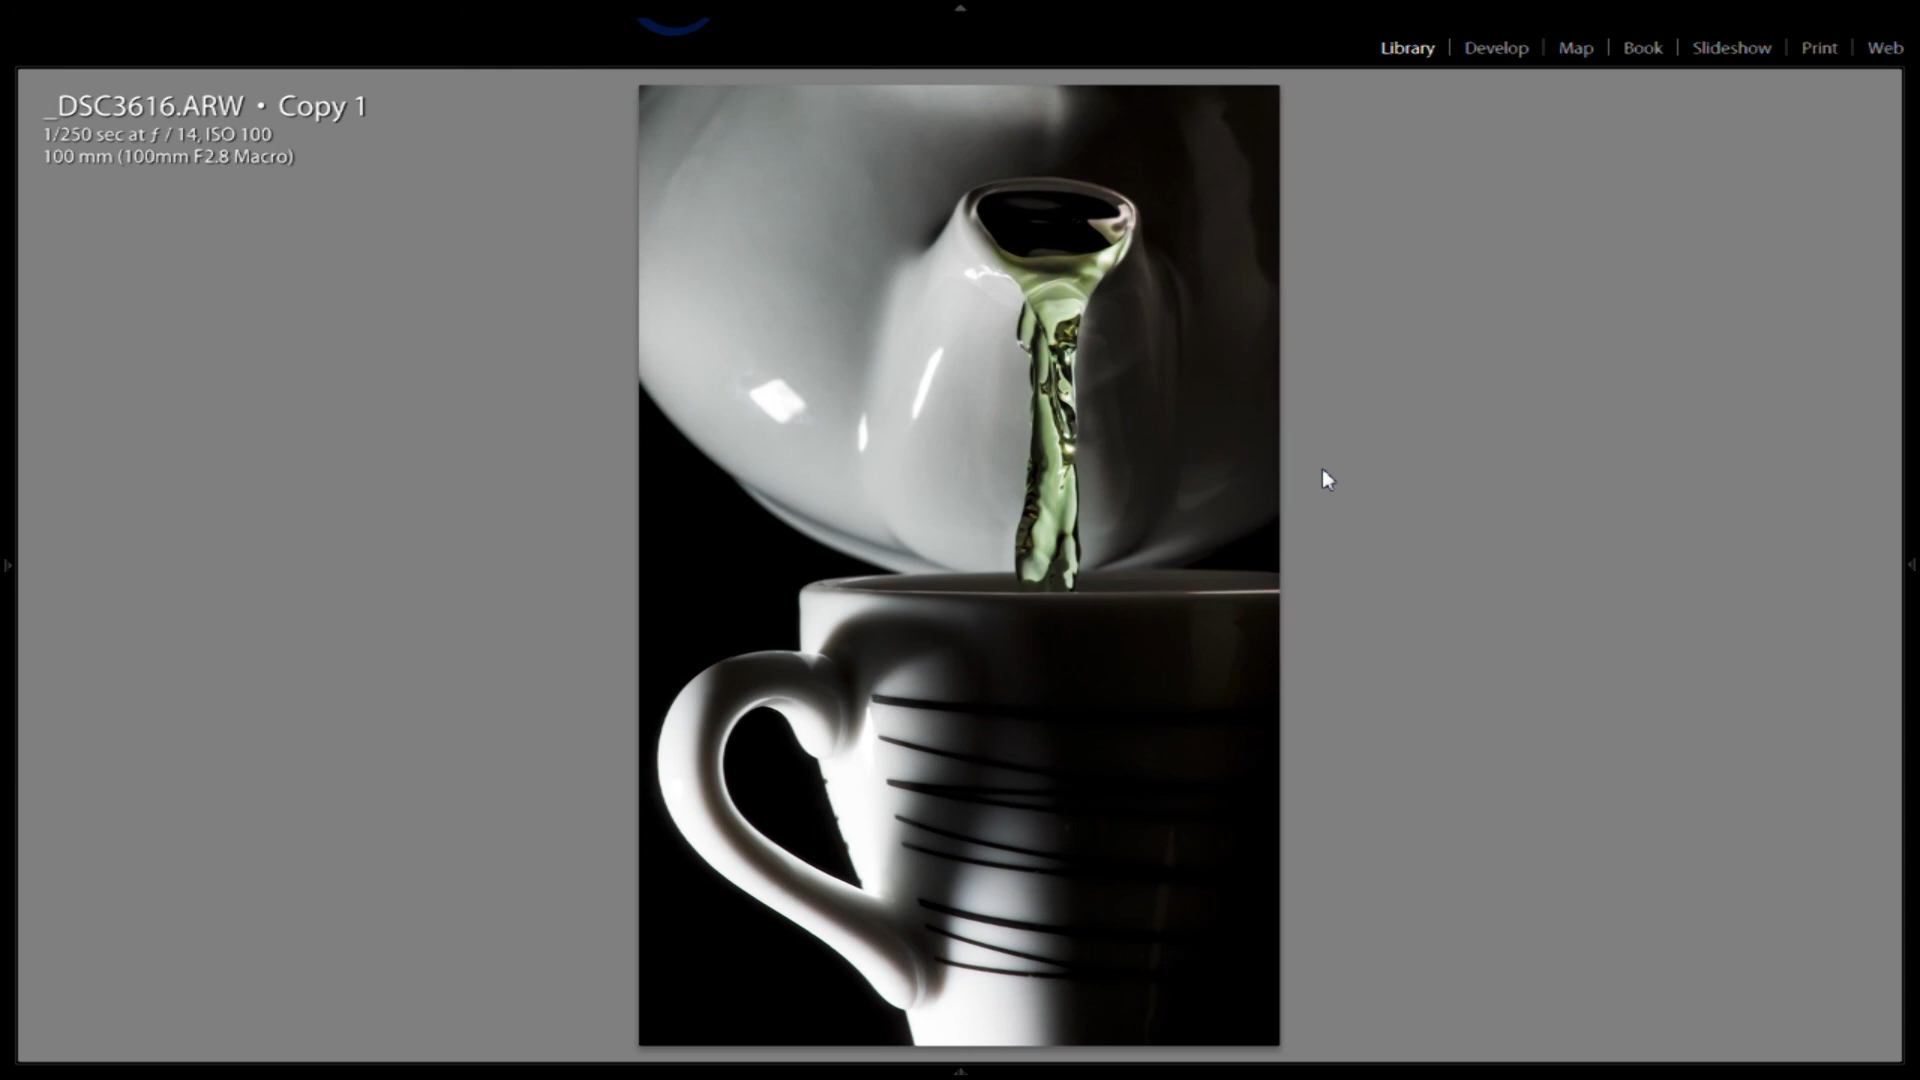 Library | Develop | Map | Book | Slideshow | Print | Web
_DSC3616.ARW • Copy 1
1/250 sec at ƒ / 14, ISO 100
100 mm (100mm F2.8 Macro)